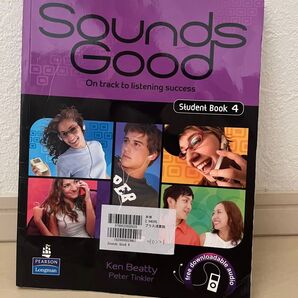 Sounds
Good
On track to listening success
Student Book 4
Ken Beatty
Peter Tinkler
PEARSON
Longman
free downloadable audio